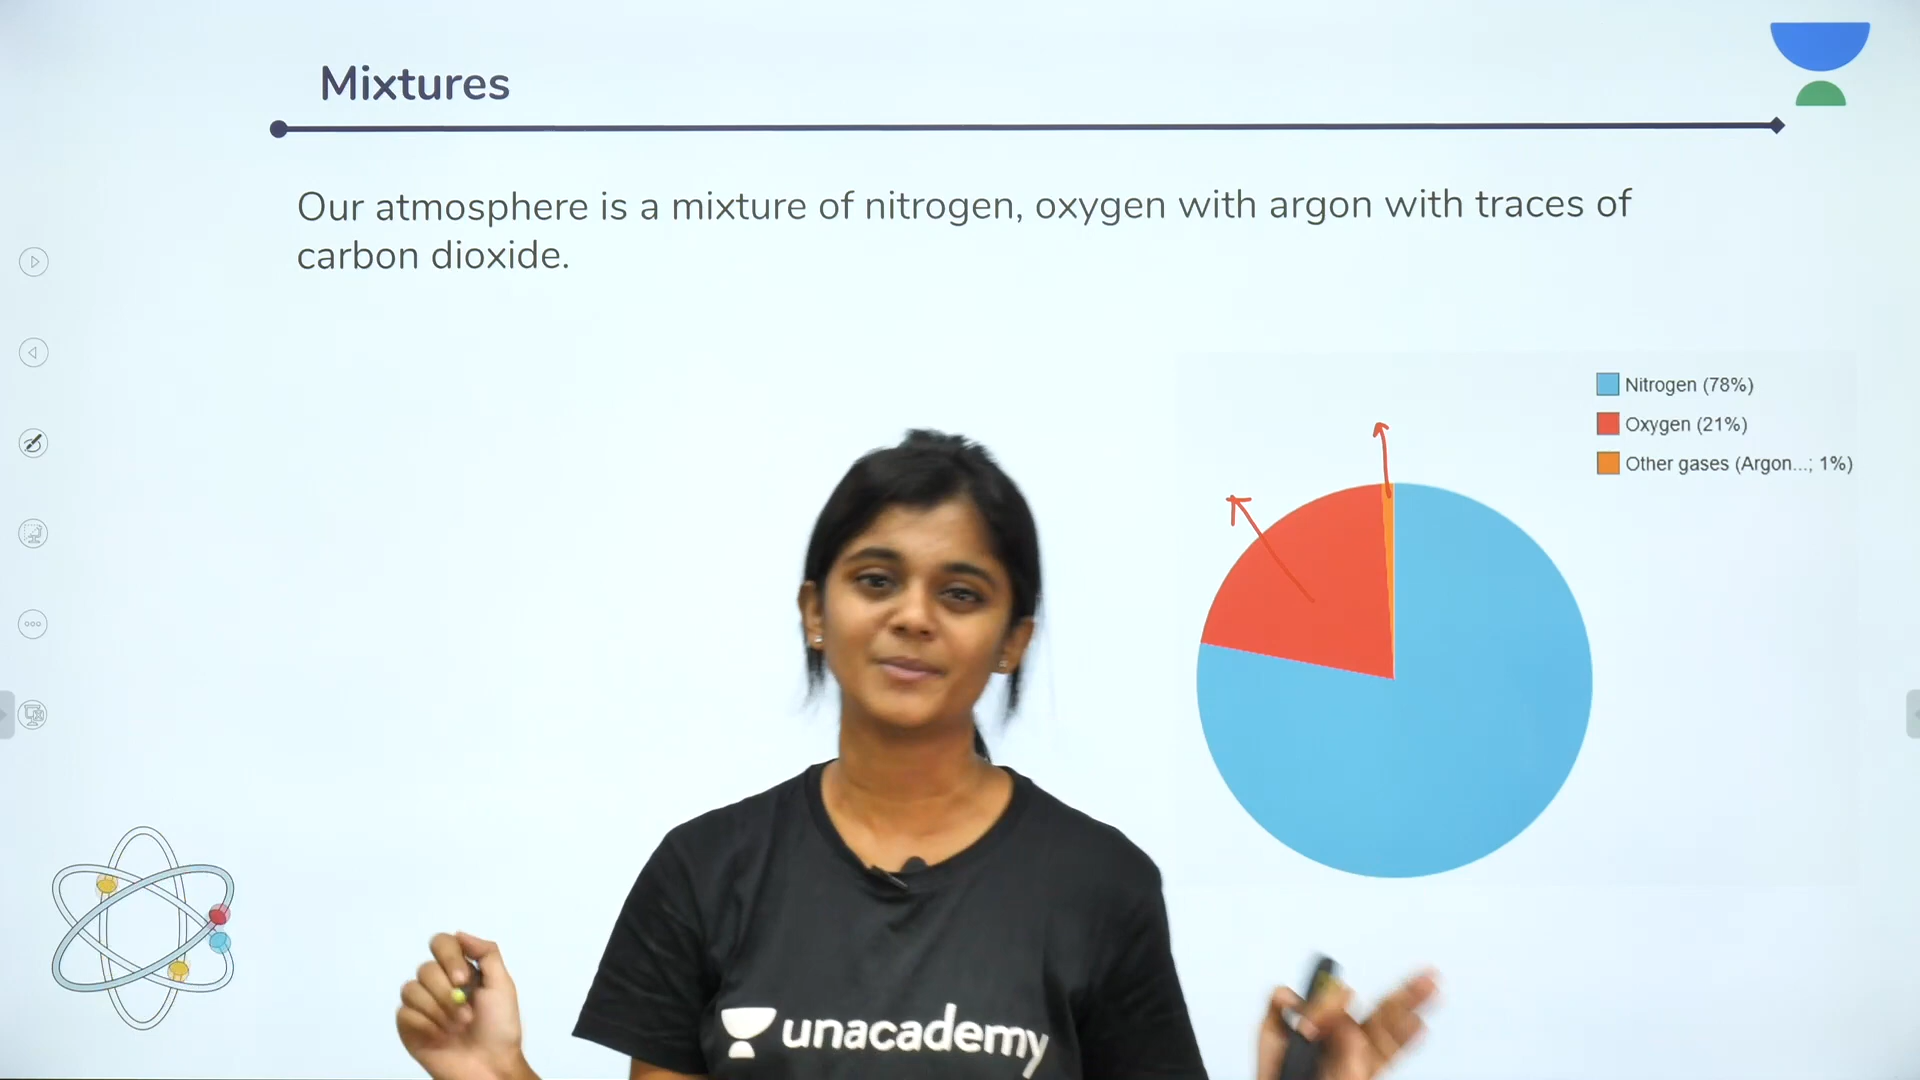 Mixtures
Our atmosphere is a mixture of nitrogen, oxygen with argon with traces of
carbon dioxide.
Nitrogen (78%)
Oxygen (21%)
Other gases (Argon...; 1%)
unacademy